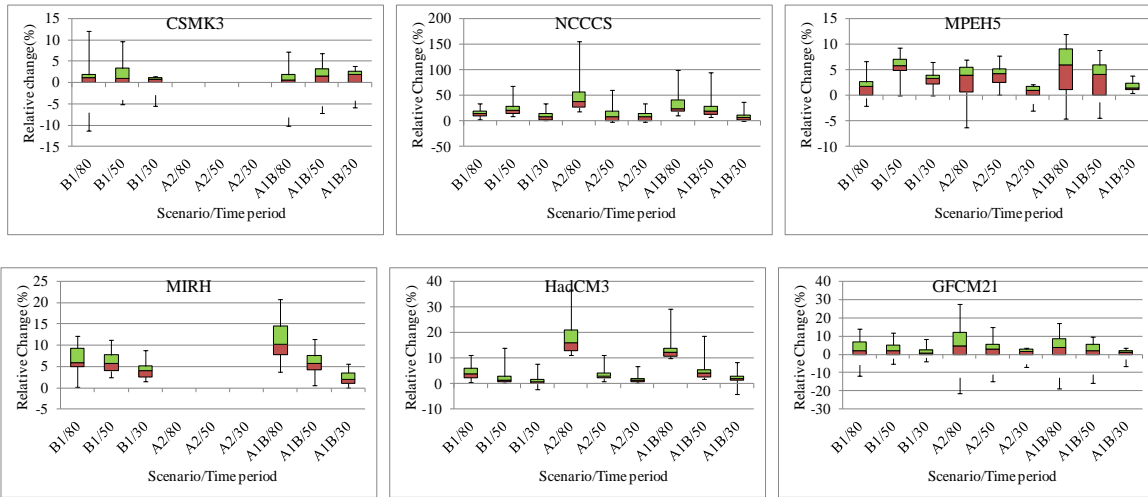 CSMK3
Relative Change (%)
15
10
5
0
-5
-10
-15
B1/80
B1/50
B1/30
A2/80
A2/50
A2/30
A1B/80
A1B/50
A1B/30
Scenario/Time period
NCCCS
Relative Change (%)
200
150
100
50
0
-50
B1/80
B1/50
B1/30
A2/80
A2/50
A2/30
A1B/80
A1B/50
A1B/30
Scenario/Time period
MPEH5
Relative Change (%)
15
10
5
0
-5
-10
B1/80
B1/50
B1/30
A2/80
A2/50
A2/30
A1B/80
A1B/50
A1B/30
Scenario/Time period
MIRH
Relative Change (%)
25
20
15
10
5
0
-5
B1/80
B1/50
B1/30
A2/80
A2/50
A2/30
A1B/80
A1B/50
A1B/30
Scenario/Time period
HadCM3
Relative Change (%)
40
30
20
10
0
-10
B1/80
B1/50
B1/30
A2/80
A2/50
A2/30
A1B/80
A1B/50
A1B/30
Scenario/Time period
GFCM21
Relative Change (%)
40
30
20
10
0
-10
-20
-30
B1/80
B1/50
B1/30
A2/80
A2/50
A2/30
A1B/80
A1B/50
A1B/30
Scenario/Time period